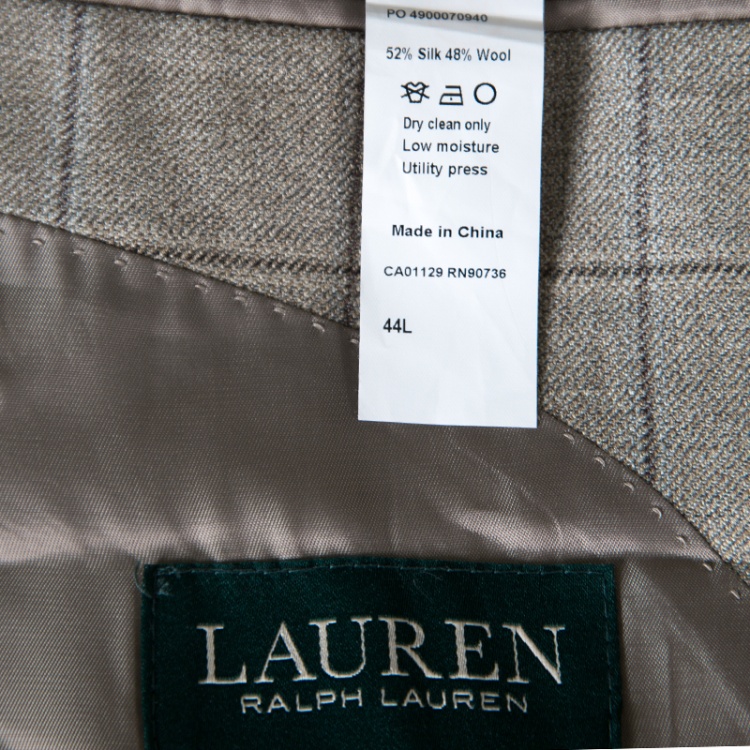 PO 4900070940
52% Silk 48% Wool
Dry clean only
Low moisture
Utility press
Made in China
CA01129 RN90736
44L
LAUREN
RALPH LAUREN